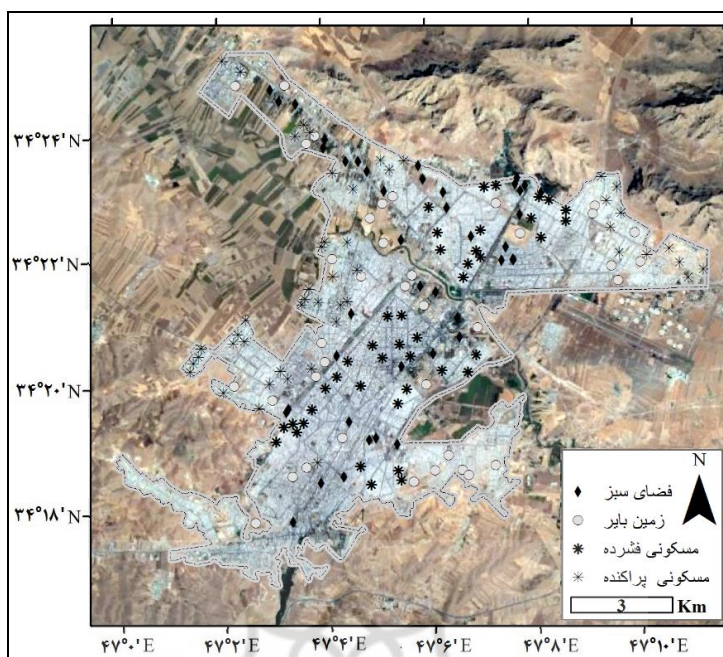 ۳۴°۲۴' N
۳۴°۲۲' N
۳۴°۲۰' N
۳۴°۱۸' N
N
فضای سبز
زمین بایر
مسکونی فشرده
مسکونی پراکنده
3 Km
۴۷°۰' E
۴۷°۲' E
۴۷°۴' E
۴۷°۶' E
۴۷°۸' E
۴۷°۱۰' E